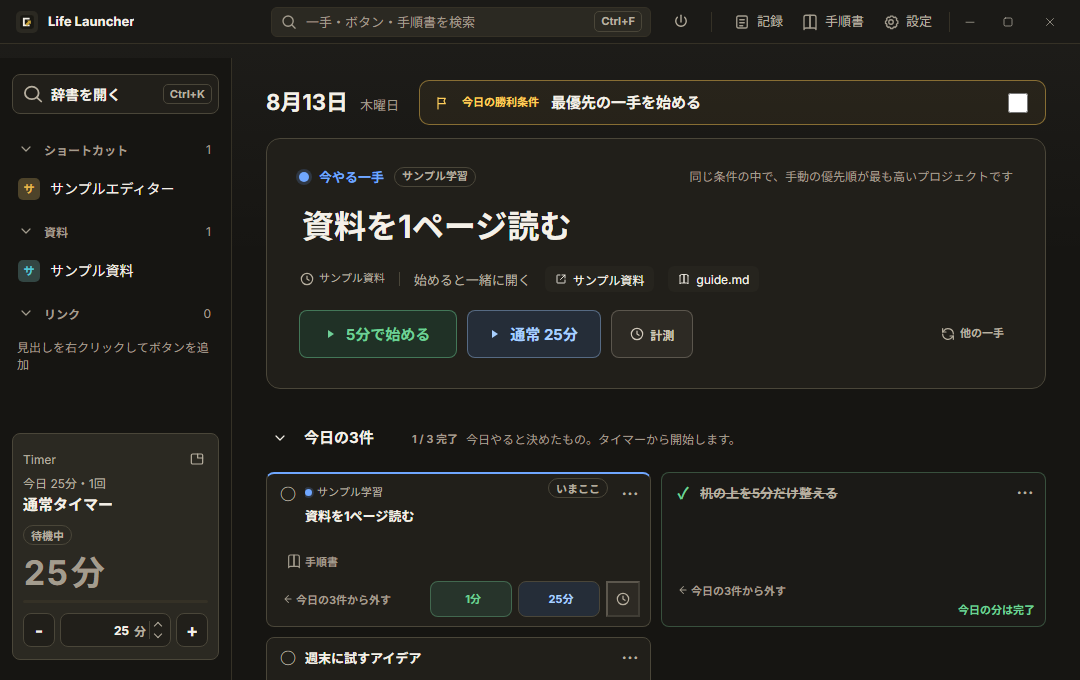 Life Launcher
一手・ボタン・手順書を検索
Ctrl+F
記録
手順書
設定
辞書を開く
Ctrl+K
ショートカット
1
サ
サンプルエディター
資料
1
サ
サンプル資料
リンク
0
見出しを右クリックしてボタンを追
加
Timer
今日 25分・1回
通常タイマー
待機中
25分
-
25 分
+
8月13日
木曜日
今日の勝利条件
最優先の一手を始める
今やる一手
サンプル学習
同じ条件の中で、手動の優先順が最も高いプロジェクトです
資料を1ページ読む
サンプル資料
始めると一緒に開く
サンプル資料
guide.md
5分で始める
通常 25分
計測
他の一手
今日の3件
1 / 3 完了
今日やると決めたもの。タイマーから開始します。
サンプル学習
いまここ
資料を1ページ読む
手順書
今日の3件から外す
1分
25分
机の上を5分だけ整える
今日の3件から外す
今日の分は完了
週末に試すアイデア